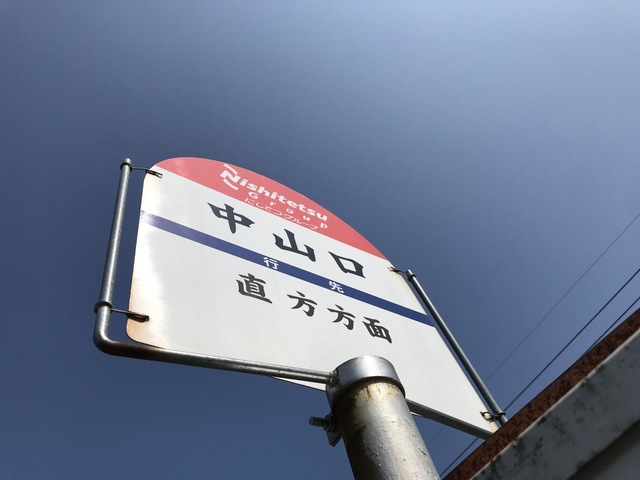 Nishitetsu
Group
にしてつグループ
中山口
行先
直方方面